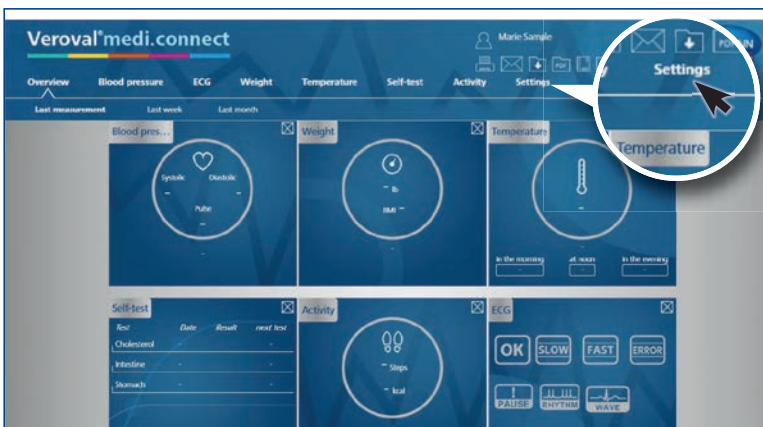 Veroval®medi.connect
Marie Sample
Overview Blood pressure ECG Weight Temperature Self-test Activity Settings
Last measurement Last week Last month
Settings
Temperature
Blood pres... Weight Temperature
Systolic Diastolic
Pulse
lb
BMI
in the morning at noon in the evening
Self-test Activity ECG
Test Date Result next test
Cholesterol
Intestine
Stomach
Steps
kcal
OK SLOW FAST ERROR
PAUSE RHYTHM WAVE